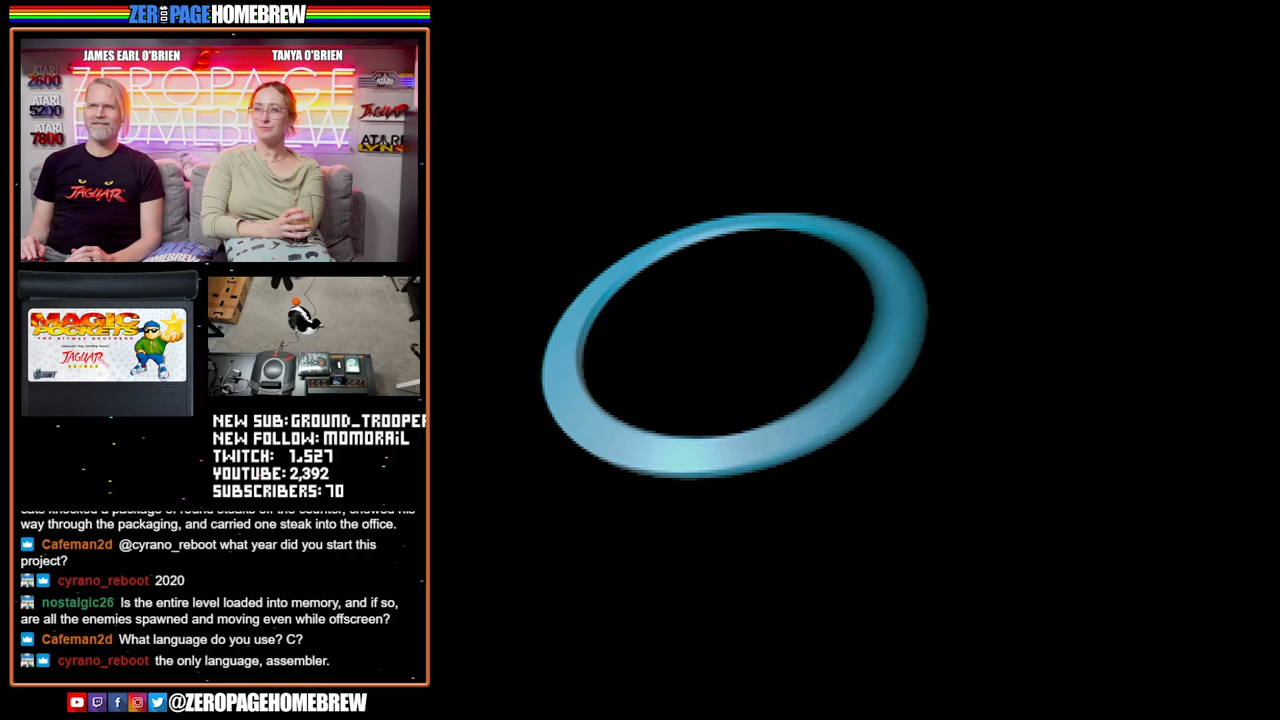 ZEROPAGE HOMEBREW
JAMES EARL O'BRIEN
TANYA O'BRIEN
ATARI
2600
ATARI
5200
ATARI
7800
ZEROPAGE
HOMEBREW
ATARI
JAGUAR
ATARI
LYNX
JAGUAR
HOMEBREW
MAGIC
POCKETS
THE BITMAP BROTHERS
JAGUAR
NEW SUB: GROUND_TROOPER
NEW FOLLOW: MOMORAIL
TWITCH: 1,527
YOUTUBE: 2,392
SUBSCRIBERS: 70
way through the packaging, and carried one steak into the office.
Cafeman2d @cyrano_reboot what year did you start this
project?
cyrano_reboot 2020
nostalgic26 Is the entire level loaded into memory, and if so,
are all the enemies spawned and moving even while offscreen?
Cafeman2d What language do you use? C?
cyrano_reboot the only language, assembler.
@ZEROPAGEHOMEBREW